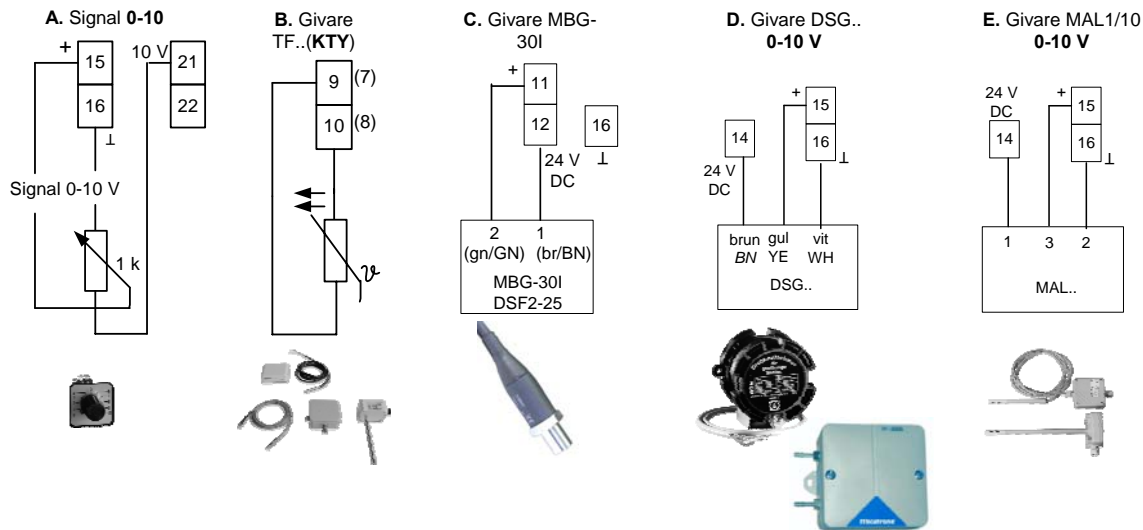 A. Signal 0-10
+
15
16
⊥
10 V
21
22
Signal 0-10 V
1 k
B. Givare
TF..(KTY)
9 (7)
10 (8)
ϑ
C. Givare MBG-
30I
+
11
12
16
⊥
24 V
DC
2 1
(gn/GN) (br/BN)
MBG-30I
DSF2-25
D. Givare DSG..
0-10 V
+
15
16
⊥
14
24 V
DC
brun gul vit
BN YE WH
DSG..
E. Givare MAL1/10
0-10 V
24 V
DC
14
+
15
16
⊥
1 3 2
MAL..